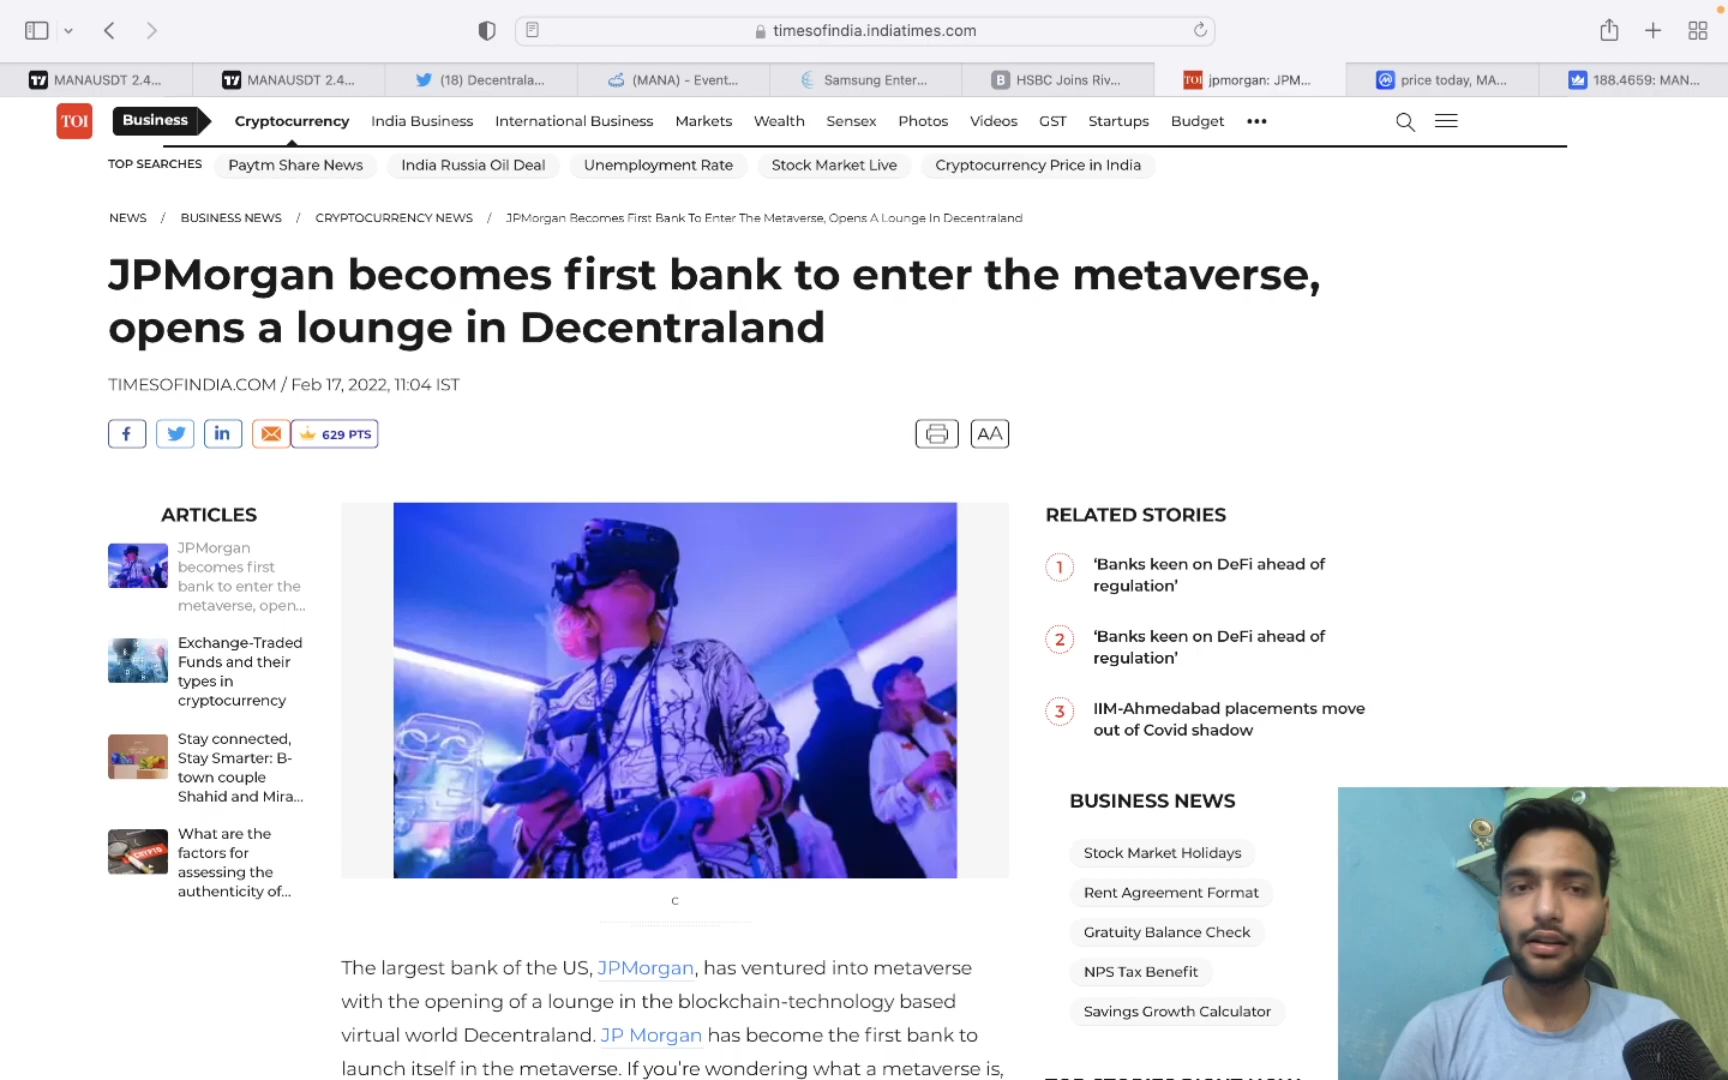 timesofindia.indiatimes.com
MANAUSDT 2.4...
MANAUSDT 2.4...
(18) Decentrala...
(MANA) - Event...
Samsung Enter...
B HSBC Joins Riv...
TOI jpmorgan: JPM...
price today, MA...
188.4659: MAN...
TOI Business Cryptocurrency India Business International Business Markets Wealth Sensex Photos Videos GST Startups Budget •••
TOP SEARCHES Paytm Share News India Russia Oil Deal Unemployment Rate Stock Market Live Cryptocurrency Price in India
NEWS / BUSINESS NEWS / CRYPTOCURRENCY NEWS / JPMorgan Becomes First Bank To Enter The Metaverse, Opens A Lounge In Decentraland
JPMorgan becomes first bank to enter the metaverse,
opens a lounge in Decentraland
TIMESOFINDIA.COM / Feb 17, 2022, 11:04 IST
f in 629 PTS AA
ARTICLES
JPMorgan
becomes first
bank to enter the
metaverse, open...
Exchange-Traded
Funds and their
types in
cryptocurrency
Stay connected,
Stay Smarter: B-
town couple
Shahid and Mira...
CRYPTO
What are the
factors for
assessing the
authenticity of...
c
The largest bank of the US, JPMorgan, has ventured into metaverse
with the opening of a lounge in the blockchain-technology based
virtual world Decentraland. JP Morgan has become the first bank to
launch itself in the metaverse. If you're wondering what a metaverse is,
RELATED STORIES
1 ‘Banks keen on DeFi ahead of
regulation’
2 ‘Banks keen on DeFi ahead of
regulation’
3 IIM-Ahmedabad placements move
out of Covid shadow
BUSINESS NEWS
Stock Market Holidays
Rent Agreement Format
Gratuity Balance Check
NPS Tax Benefit
Savings Growth Calculator